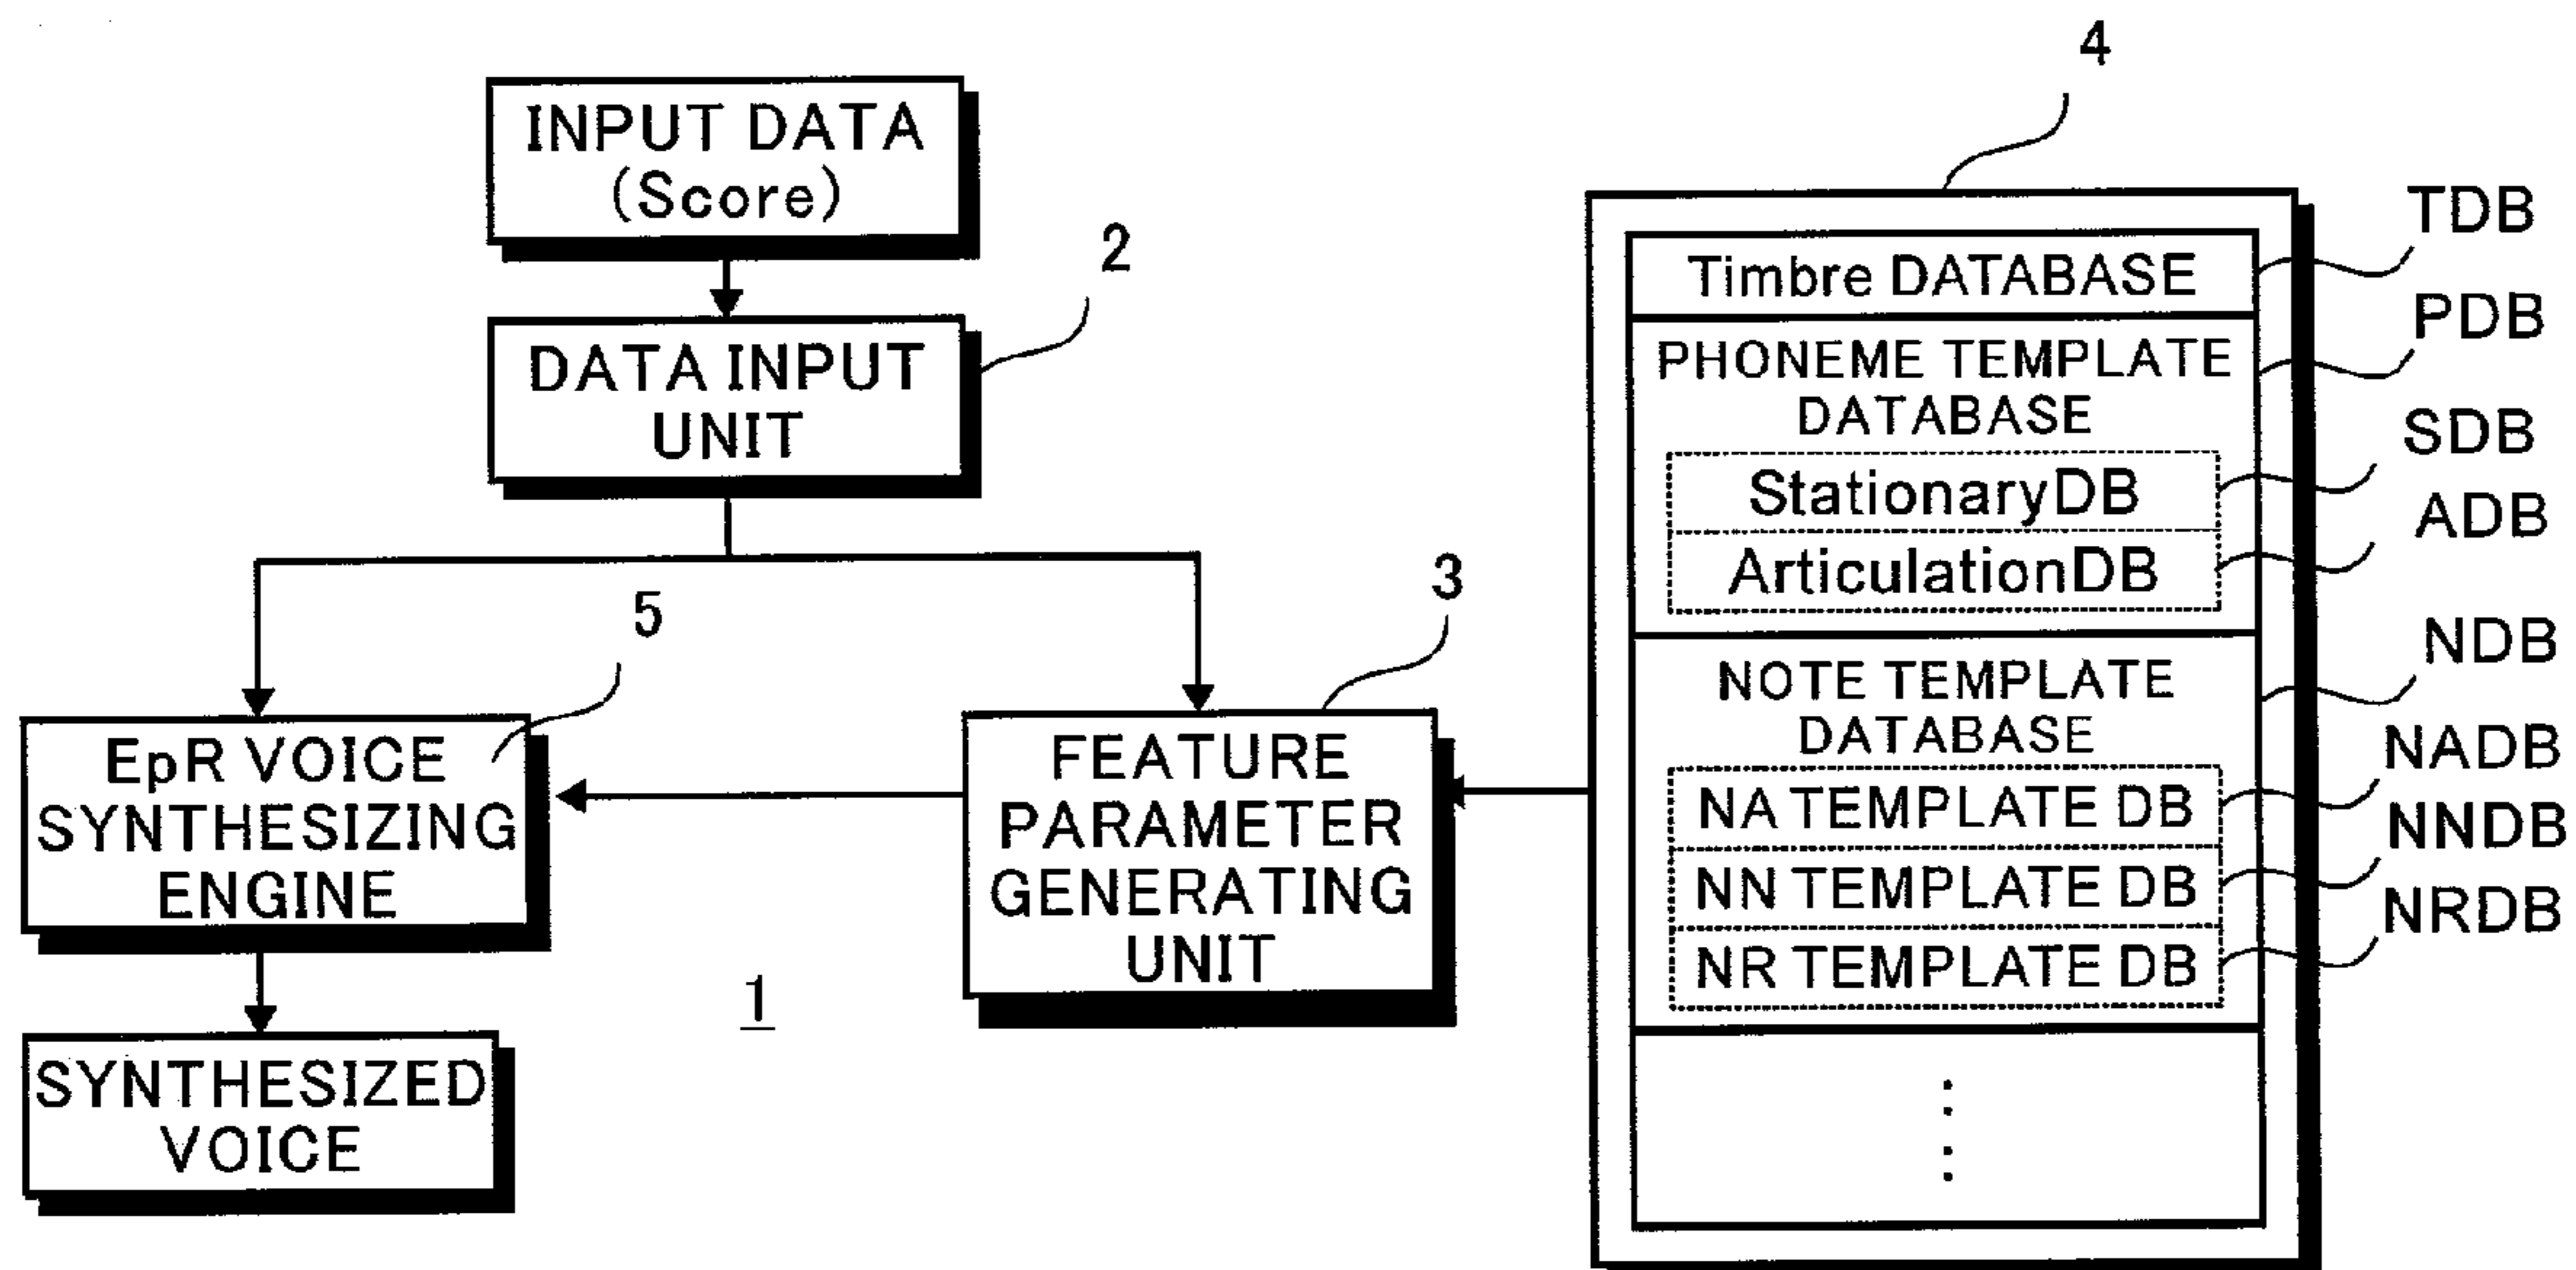 INPUT DATA
(Score)
2
DATA INPUT
UNIT
5
EpR VOICE
SYNTHESIZING
ENGINE
SYNTHESIZED
VOICE
1
3
FEATURE
PARAMETER
GENERATING
UNIT
4
Timbre DATABASE
TDB
PHONEME TEMPLATE
DATABASE
PDB
StationaryDB
SDB
ArticulationDB
ADB
NOTE TEMPLATE
DATABASE
NDB
NA TEMPLATE DB
NADB
NN TEMPLATE DB
NNDB
NR TEMPLATE DB
NRDB